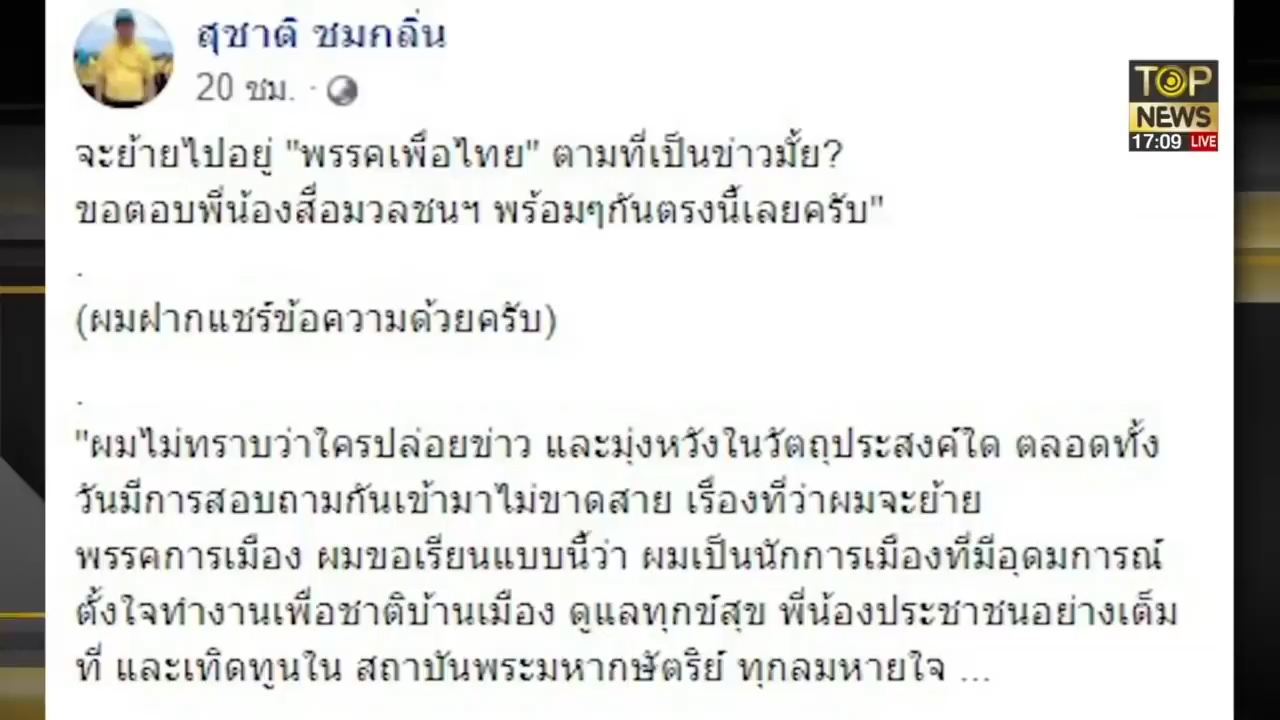 สุชาติ ชมกลิ่น
20 ชม. ·
TOP
NEWS
17:09 LIVE
จะย้ายไปอยู่ "พรรคเพื่อไทย" ตามที่เป็นข่าวมั้ย?
ขอตอบพี่น้องสื่อมวลชนฯ พร้อมๆกันตรงนี้เลยครับ"
.
(ผมฝากแชร์ข้อความด้วยครับ)
.
"ผมไม่ทราบว่าใครปล่อยข่าว และมุ่งหวังในวัตถุประสงค์ใด ตลอดทั้ง
วันมีการสอบถามกันเข้ามาไม่ขาดสาย เรื่องที่ว่าผมจะย้าย
พรรคการเมือง ผมขอเรียนแบบนี้ว่า ผมเป็นนักการเมืองที่มีอุดมการณ์
ตั้งใจทำงานเพื่อชาติบ้านเมือง ดูแลทุกข์สุข พี่น้องประชาชนอย่างเต็ม
ที่ และเทิดทูนใน สถาบันพระมหากษัตริย์ ทุกลมหายใจ ...